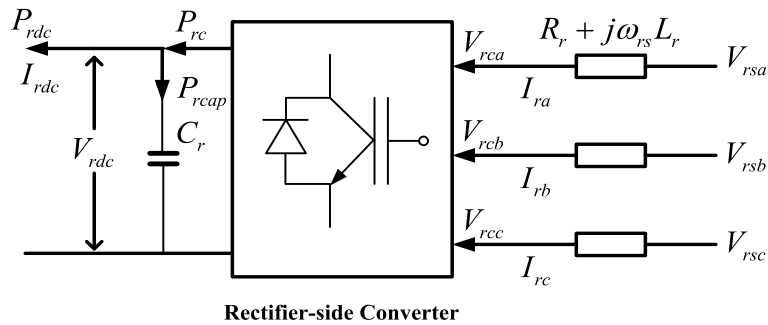 P_rdc
I_rdc
P_rc
P_rcap
V_rdc
C_r
V_rca
I_ra
R_r + jω_rs L_r
V_rsa
V_rcb
I_rb
V_rsb
V_rcc
I_rc
V_rsc
Rectifier-side Converter